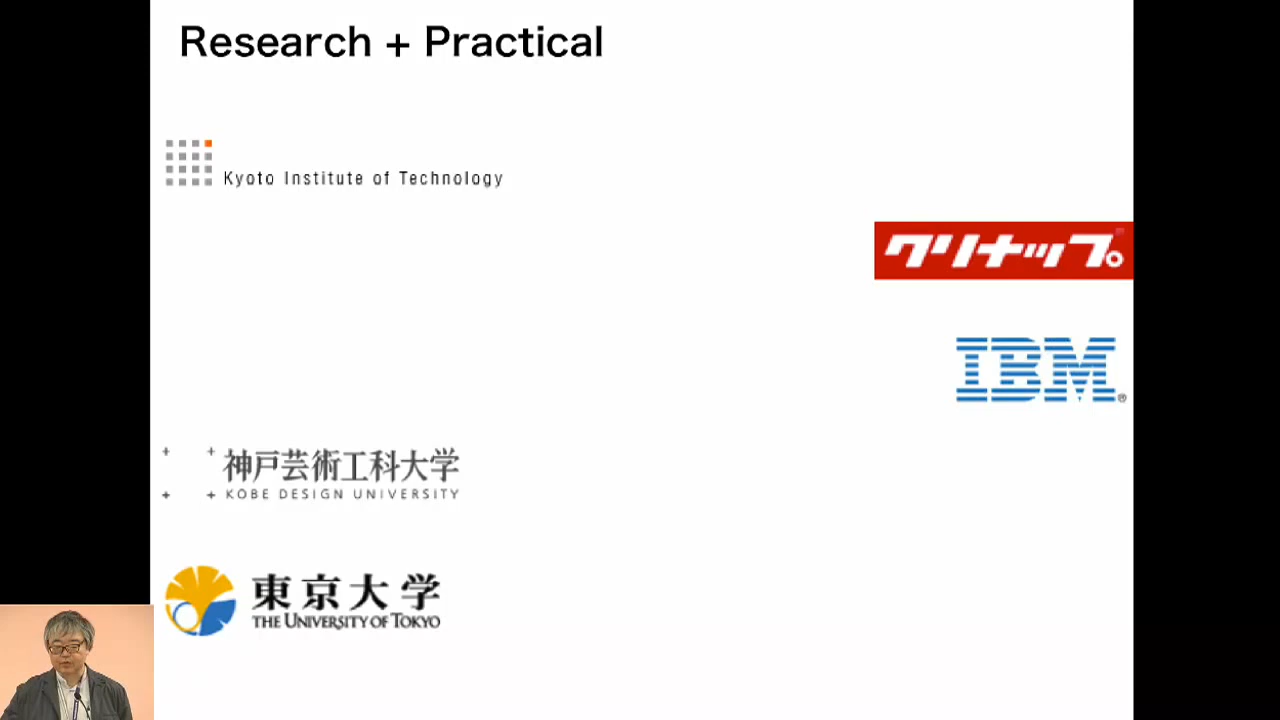 Research + Practical
Kyoto Institute of Technology
クリナップ
IBM®
神戸芸術工科大学
KOBE DESIGN UNIVERSITY
東京大学
THE UNIVERSITY OF TOKYO